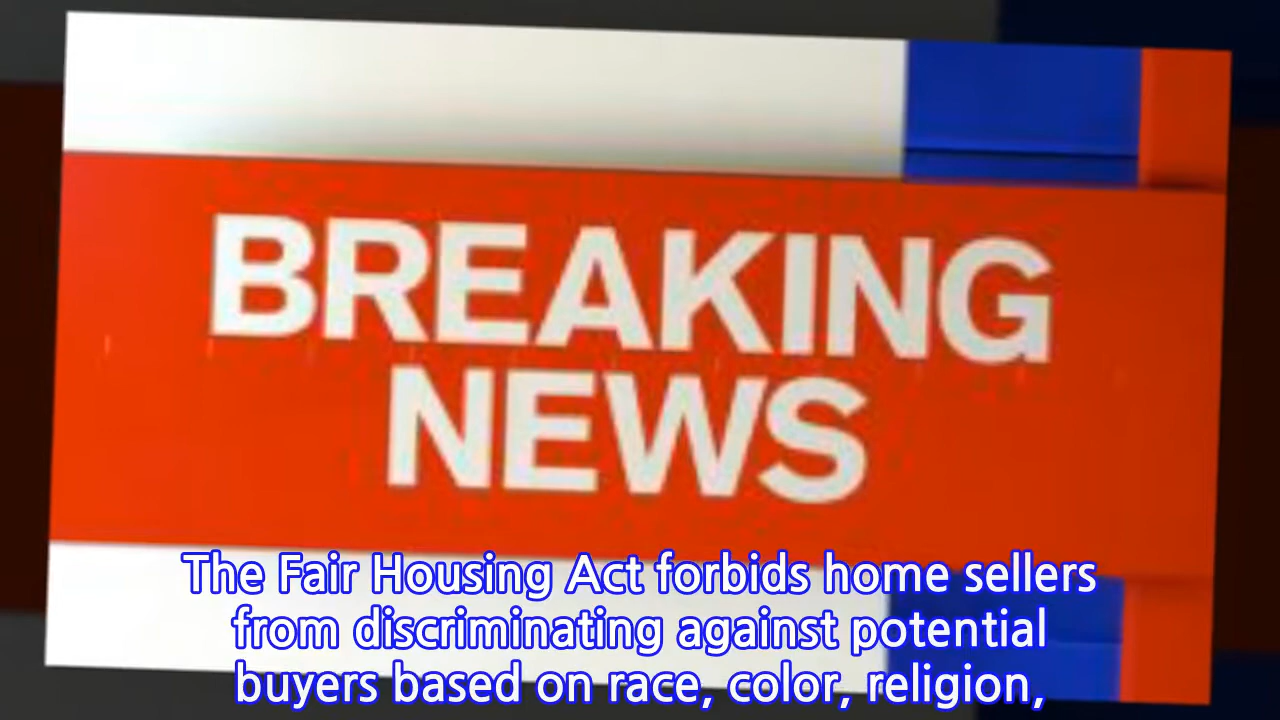 BREAKING
NEWS
The Fair Housing Act forbids home sellers
from discriminating against potential
buyers based on race, color, religion,